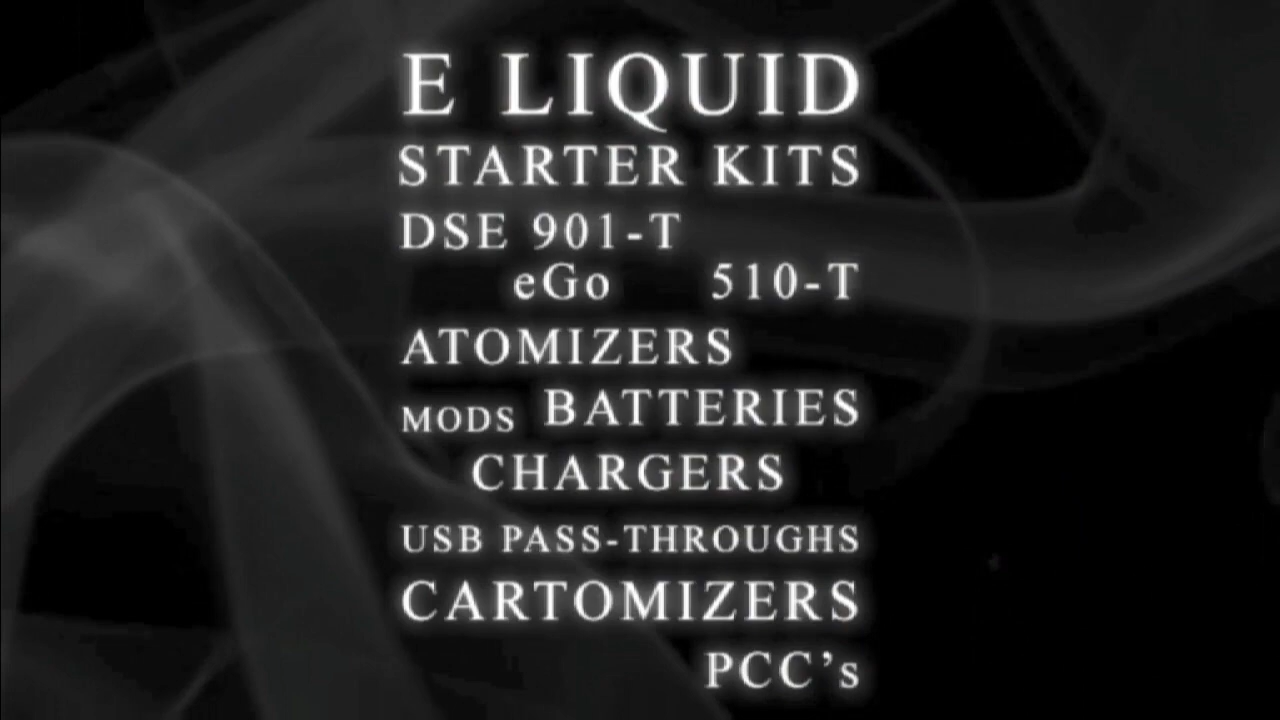 E LIQUID
STARTER KITS
DSE 901-T
eGo 510-T
ATOMIZERS
MODS BATTERIES
CHARGERS
USB PASS-THROUGHS
CARTOMIZERS
PCC’s